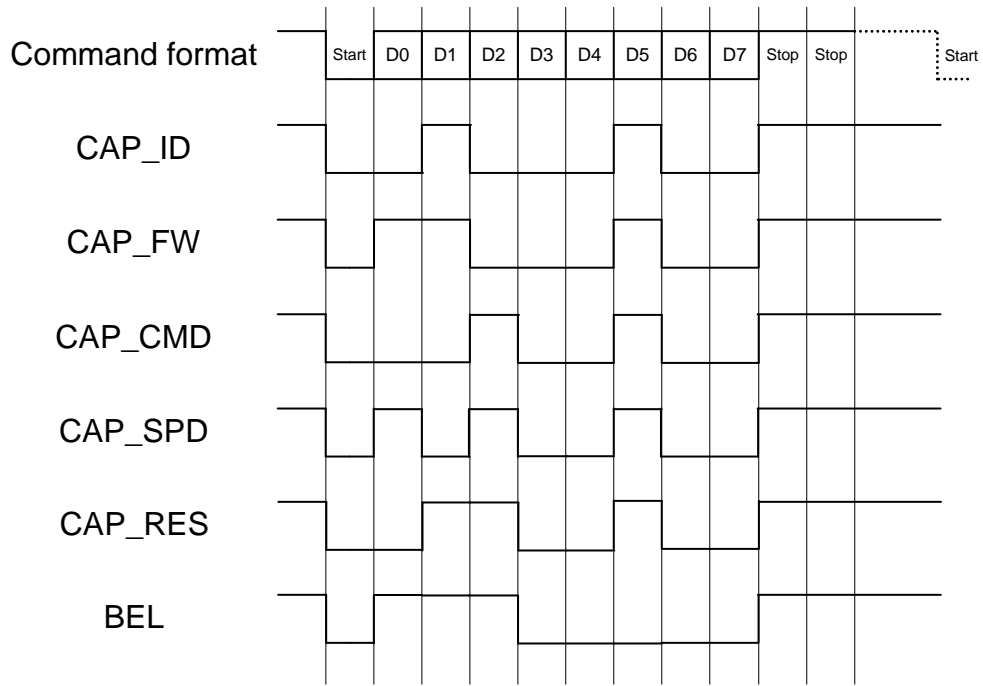 Command format Start D0 D1 D2 D3 D4 D5 D6 D7 Stop Stop Start
CAP_ID
CAP_FW
CAP_CMD
CAP_SPD
CAP_RES
BEL